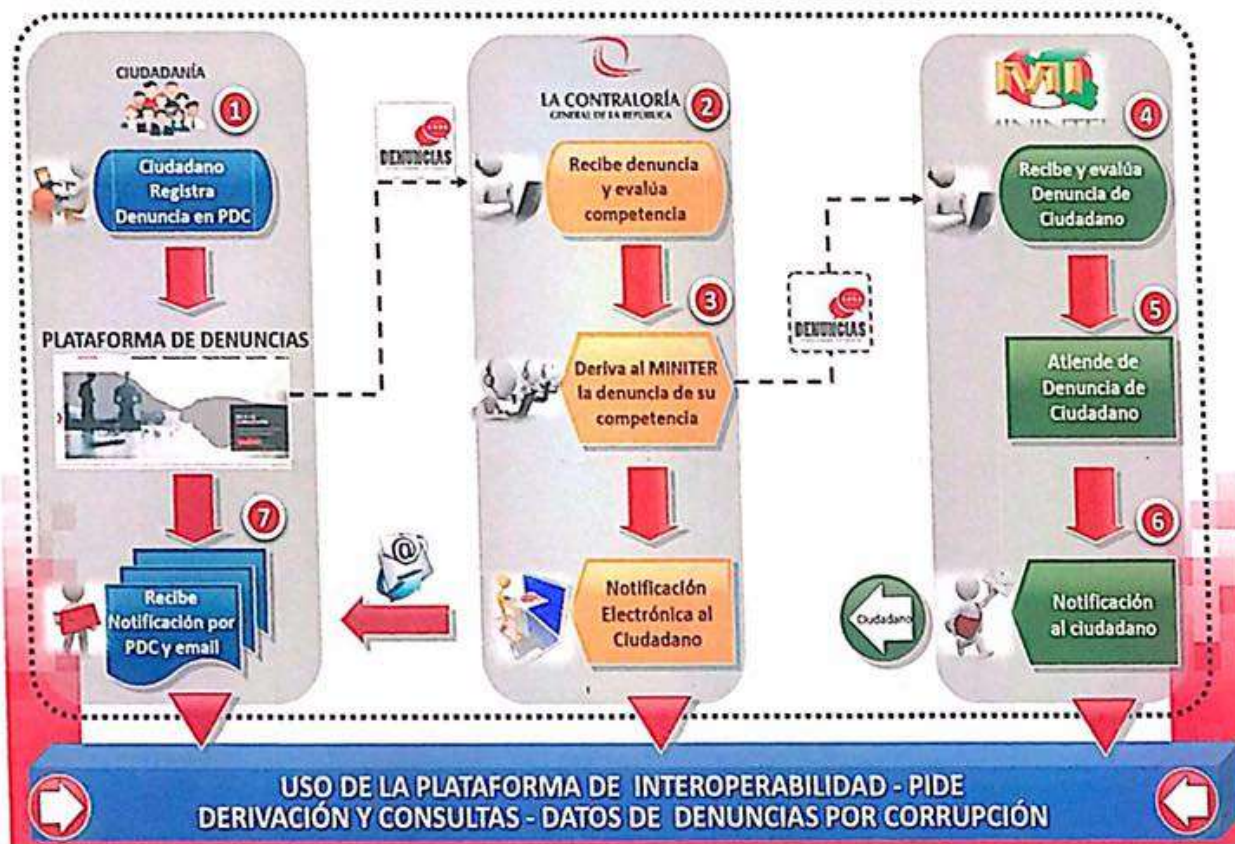 CIUDADANÍA
1
Ciudadano
Registra
Denuncia en PDC
PLATAFORMA DE DENUNCIAS
7
Recibe
Notificación por
PDC y email
DENUNCIAS
@
LA CONTRALORÍA
GENERAL DE LA REPÚBLICA
2
Recibe denuncia
y evalúa
competencia
3
Deriva al MINITER
la denuncia de su
competencia
Notificación
Electrónica al
Ciudadano
DENUNCIAS
Ciudadano
MI
4
Recibe y evalúa
Denuncia de
Ciudadano
5
Atiende de
Denuncia de
Ciudadano
6
Notificación
al ciudadano
USO DE LA PLATAFORMA DE INTEROPERABILIDAD - PIDE
DERIVACIÓN Y CONSULTAS - DATOS DE DENUNCIAS POR CORRUPCIÓN